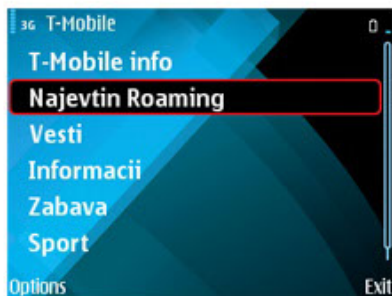 3G T-Mobile
T-Mobile info
Najevtin Roaming
Vesti
Informacii
Zabava
Sport
Options Exit